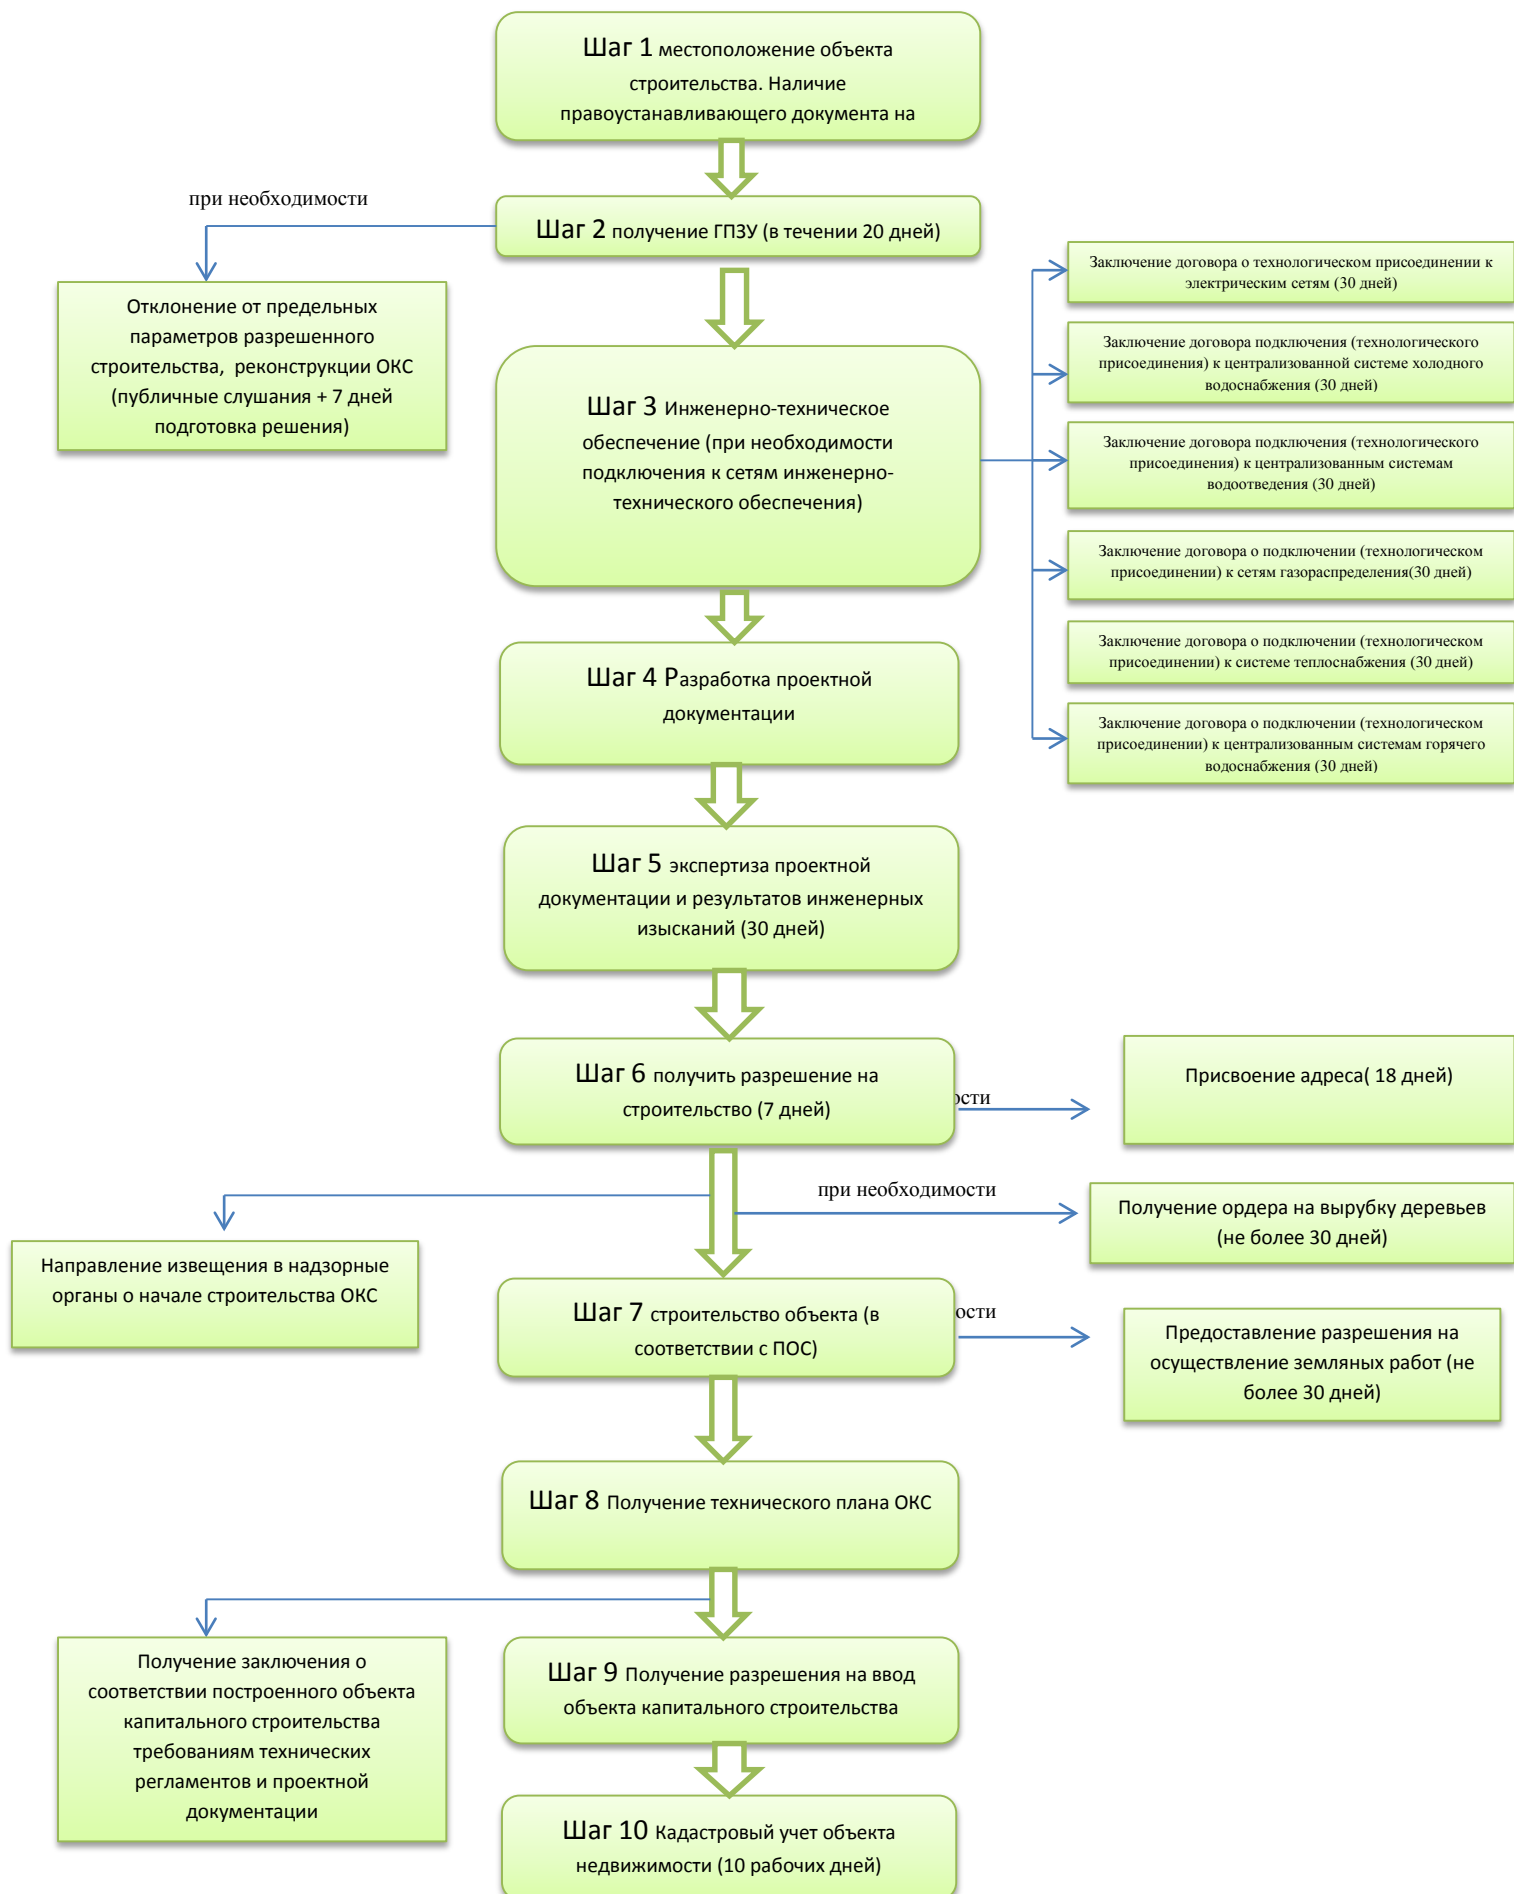 Шаг 1 местоположение объекта
строительства. Наличие
правоустанавливающего документа на
при необходимости
Шаг 2 получение ГПЗУ (в течении 20 дней)
Отклонение от предельных
параметров разрешенного
строительства, реконструкции ОКС
(публичные слушания + 7 дней
подготовка решения)
Шаг 3 Инженерно-техническое
обеспечение (при необходимости
подключения к сетям инженерно-
технического обеспечения)
Заключение договора о технологическом присоединении к
электрическим сетям (30 дней)
Заключение договора подключения (технологического
присоединения) к централизованной системе холодного
водоснабжения (30 дней)
Заключение договора подключения (технологического
присоединения) к централизованным системам
водоотведения (30 дней)
Заключение договора о подключении (технологическом
присоединении) к сетям газораспределения(30 дней)
Заключение договора о подключении (технологическом
присоединении) к системе теплоснабжения (30 дней)
Заключение договора о подключении (технологическом
присоединении) к централизованным системам горячего
водоснабжения (30 дней)
Шаг 4 Разработка проектной
документации
Шаг 5 экспертиза проектной
документации и результатов инженерных
изысканий (30 дней)
Шаг 6 получить разрешение на
строительство (7 дней)
ости
Присвоение адреса( 18 дней)
при необходимости
Получение ордера на вырубку деревьев
(не более 30 дней)
Направление извещения в надзорные
органы о начале строительства ОКС
Шаг 7 строительство объекта (в
соответствии с ПОС)
ости
Предоставление разрешения на
осуществление земляных работ (не
более 30 дней)
Шаг 8 Получение технического плана ОКС
Получение заключения о
соответствии построенного объекта
капитального строительства
требованиям технических
регламентов и проектной
документации
Шаг 9 Получение разрешения на ввод
объекта капитального строительства
Шаг 10 Кадастровый учет объекта
недвижимости (10 рабочих дней)